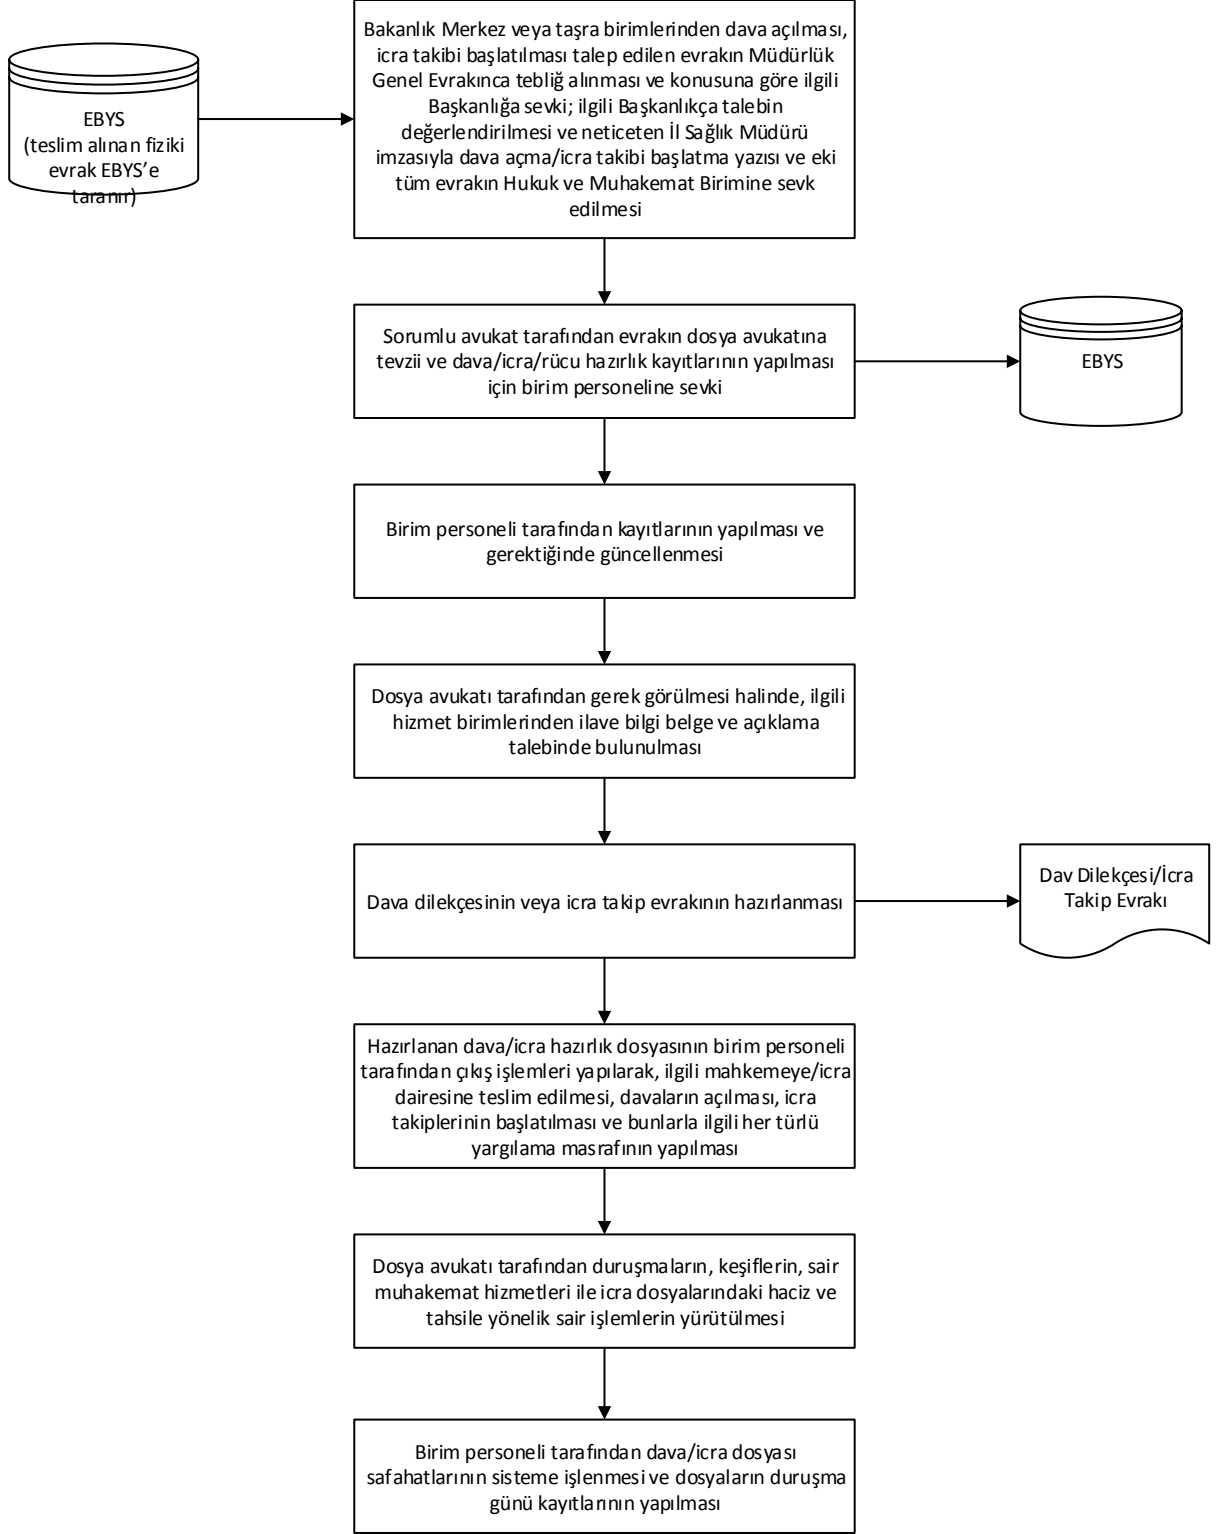 EBYS
(teslim alınan fiziki
evrak EBYS’e
taranır)
Bakanlık Merkez veya taşra birimlerinden dava açılması,
icra takibi başlatılması talep edilen evrakın Müdürlük
Genel Evrakınca tebliğ alınması ve konusuna göre ilgili
Başkanlığa sevki; ilgili Başkanlıkça talebin
değerlendirilmesi ve neticeten İl Sağlık Müdürü
imzasıyla dava açma/icra takibi başlatma yazısı ve eki
tüm evrakın Hukuk ve Muhakemat Birimine sevk
edilmesi
Sorumlu avukat tarafından evrakın dosya avukatına
tevzii ve dava/icra/rücu hazırlık kayıtlarının yapılması
için birim personeline sevki
EBYS
Birim personeli tarafından kayıtlarının yapılması ve
gerektiğinde güncellenmesi
Dosya avukatı tarafından gerek görülmesi halinde, ilgili
hizmet birimlerinden ilave bilgi belge ve açıklama
talebinde bulunulması
Dava dilekçesinin veya icra takip evrakının hazırlanması
Dav Dilekçesi/İcra
Takip Evrakı
Hazırlanan dava/icra hazırlık dosyasının birim personeli
tarafından çıkış işlemleri yapılarak, ilgili mahkemeye/icra
dairesine teslim edilmesi, davaların açılması, icra
takiplerinin başlatılması ve bunlarla ilgili her türlü
yargılama masrafının yapılması
Dosya avukatı tarafından duruşmaların, keşiflerin, sair
muhakemat hizmetleri ile icra dosyalarındaki haciz ve
tahsile yönelik sair işlemlerin yürütülmesi
Birim personeli tarafından dava/icra dosyası
safahatlarının sisteme işlenmesi ve dosyaların duruşma
günü kayıtlarının yapılması